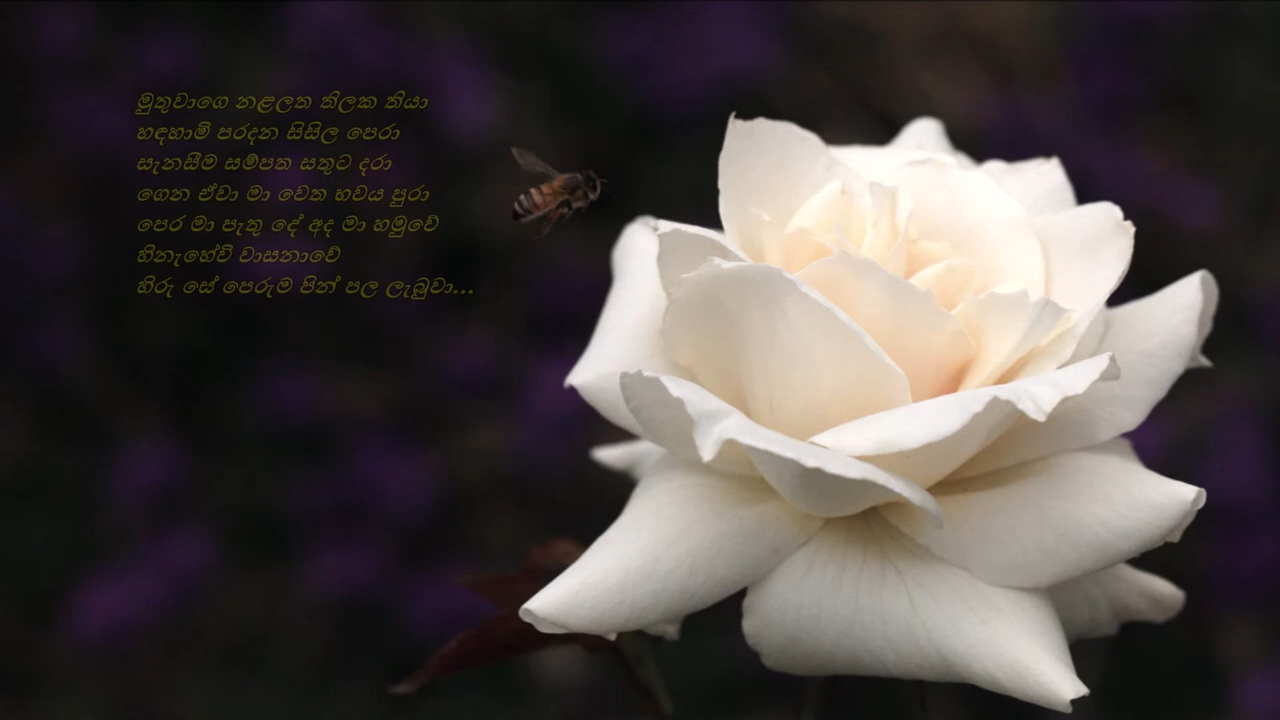 මුතුවාගෙ නළලත තිලක තියා
හඳහාමි පරදන සිසිල පෙරා
සැනසීම සම්පත සතුට දරා
ගෙන ඒවා මා වෙත භවය පුරා
පෙර මා පැතු දේ අද මා හමුවේ
හිනැහේවි වාසනාවේ
හිරු සේ පෙරුම් පින් පල ලැබුවා...